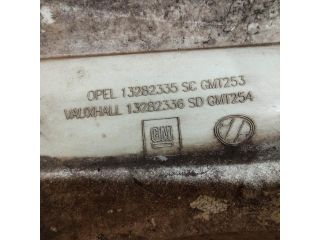 OPEL 13282335 SC GMT253
VAUXHALL 13282336 SD GMT254
GM